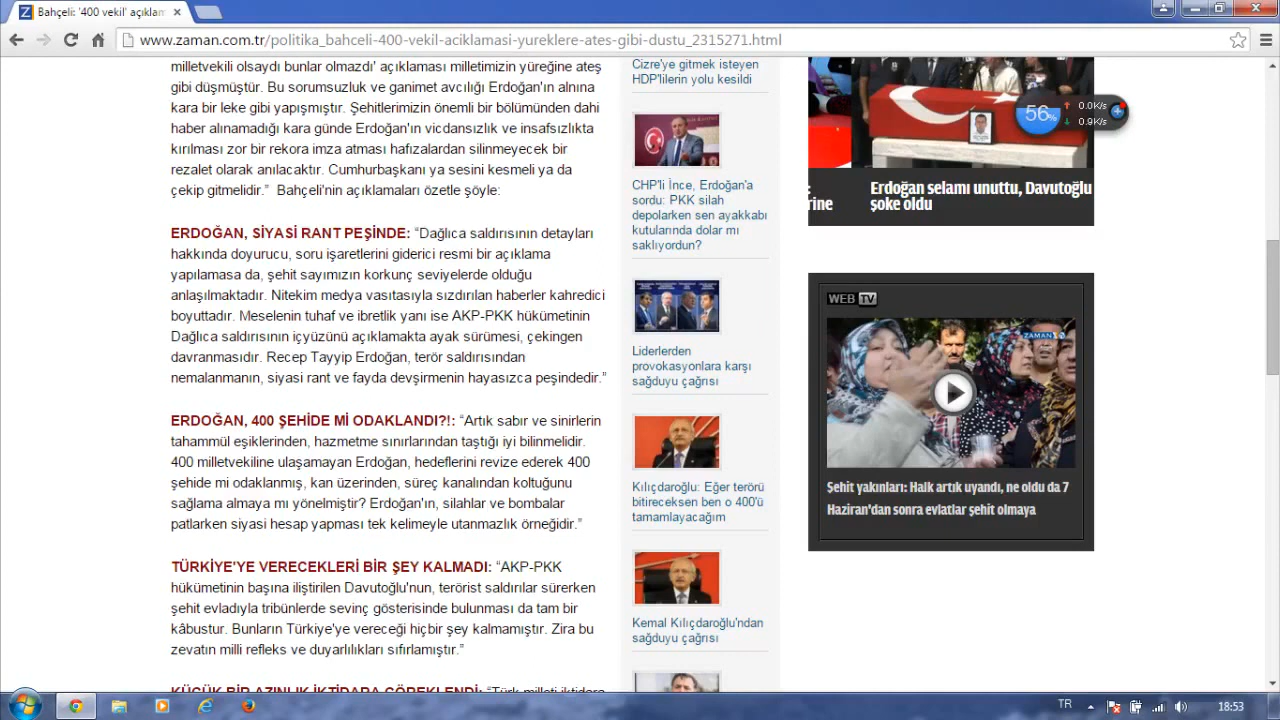 Bahçeli: '400 vekil' açıklam
www.zaman.com.tr/politika_bahceli-400-vekil-aciklamasi-yureklere-ates-gibi-dustu_2315271.html
milletvekili olsaydı bunlar olmazdı' açıklaması milletimizin yüreğine ateş
gibi düşmüştür. Bu sorumsuzluk ve ganimet avcılığı Erdoğan'ın alnına
kara bir leke gibi yapışmıştır. Şehitlerimizin önemli bir bölümünden dahi
haber alınamadığı kara günde Erdoğan'ın vicdansızlık ve insafsızlıkta
kırılması zor bir rekora imza atması hafızalardan silinmeyecek bir
rezalet olarak anılacaktır. Cumhurbaşkanı ya sesini kesmeli ya da
çekip gitmelidir.” Bahçeli'nin açıklamaları özetle şöyle:
ERDOĞAN, SİYASİ RANT PEŞİNDE: “Dağlıca saldırısının detayları
hakkında doyurucu, soru işaretlerini giderici resmi bir açıklama
yapılamasa da, şehit sayımızın korkunç seviyelerde olduğu
anlaşılmaktadır. Nitekim medya vasıtasıyla sızdırılan haberler kahredici
boyuttadır. Meselenin tuhaf ve ibretlik yanı ise AKP-PKK hükümetinin
Dağlıca saldırısının içyüzünü açıklamakta ayak sürümesi, çekingen
davranmasıdır. Recep Tayyip Erdoğan, terör saldırısından
nemalanmanın, siyasi rant ve fayda devşirmenin hayasızca peşindedir.”
ERDOĞAN, 400 ŞEHİDE Mİ ODAKLANDI?!: “Artık sabır ve sinirlerin
tahammül eşiklerinden, hazmetme sınırlarından taştığı iyi bilinmelidir.
400 milletvekiline ulaşamayan Erdoğan, hedeflerini revize ederek 400
şehide mi odaklanmış, kan üzerinden, süreç kanalından koltuğunu
sağlama almaya mı yönelmiştir? Erdoğan'ın, silahlar ve bombalar
patlarken siyasi hesap yapması tek kelimeyle utanmazlık örneğidir.”
TÜRKİYE'YE VERECEKLERİ BİR ŞEY KALMADI: “AKP-PKK
hükümetinin başına iliştirilen Davutoğlu'nun, terörist saldırılar sürerken
şehit evladıyla tribünlerde sevinç gösterisinde bulunması da tam bir
kâbustur. Bunların Türkiye'ye vereceği hiçbir şey kalmamıştır. Zira bu
zevatın milli refleks ve duyarlılıkları sıfırlamıştır.”
KÜÇÜK BİR AZINLIK İKTİDARA ÇÖREKLENDİ: “Türk milleti iktidara
Cizre'ye gitmek isteyen
HDP'lilerin yolu kesildi
CHP'li İnce, Erdoğan'a
sordu: PKK silah
depolarken sen ayakkabı
kutularında dolar mı
saklıyordun?
Liderlerden
provokasyonlara karşı
sağduyu çağrısı
Kılıçdaroğlu: Eğer terörü
bitireceksen ben o 400'ü
tamamlayacağım
Kemal Kılıçdaroğlu'ndan
sağduyu çağrısı
56%
0.0K/s
0.9K/s
:
rine
Erdoğan selamı unuttu, Davutoğlu
şoke oldu
WEB TV
ZAMAN
Şehit yakınları: Halk artık uyandı, ne oldu da 7
Haziran'dan sonra evlatlar şehit olmaya
TR
18:53